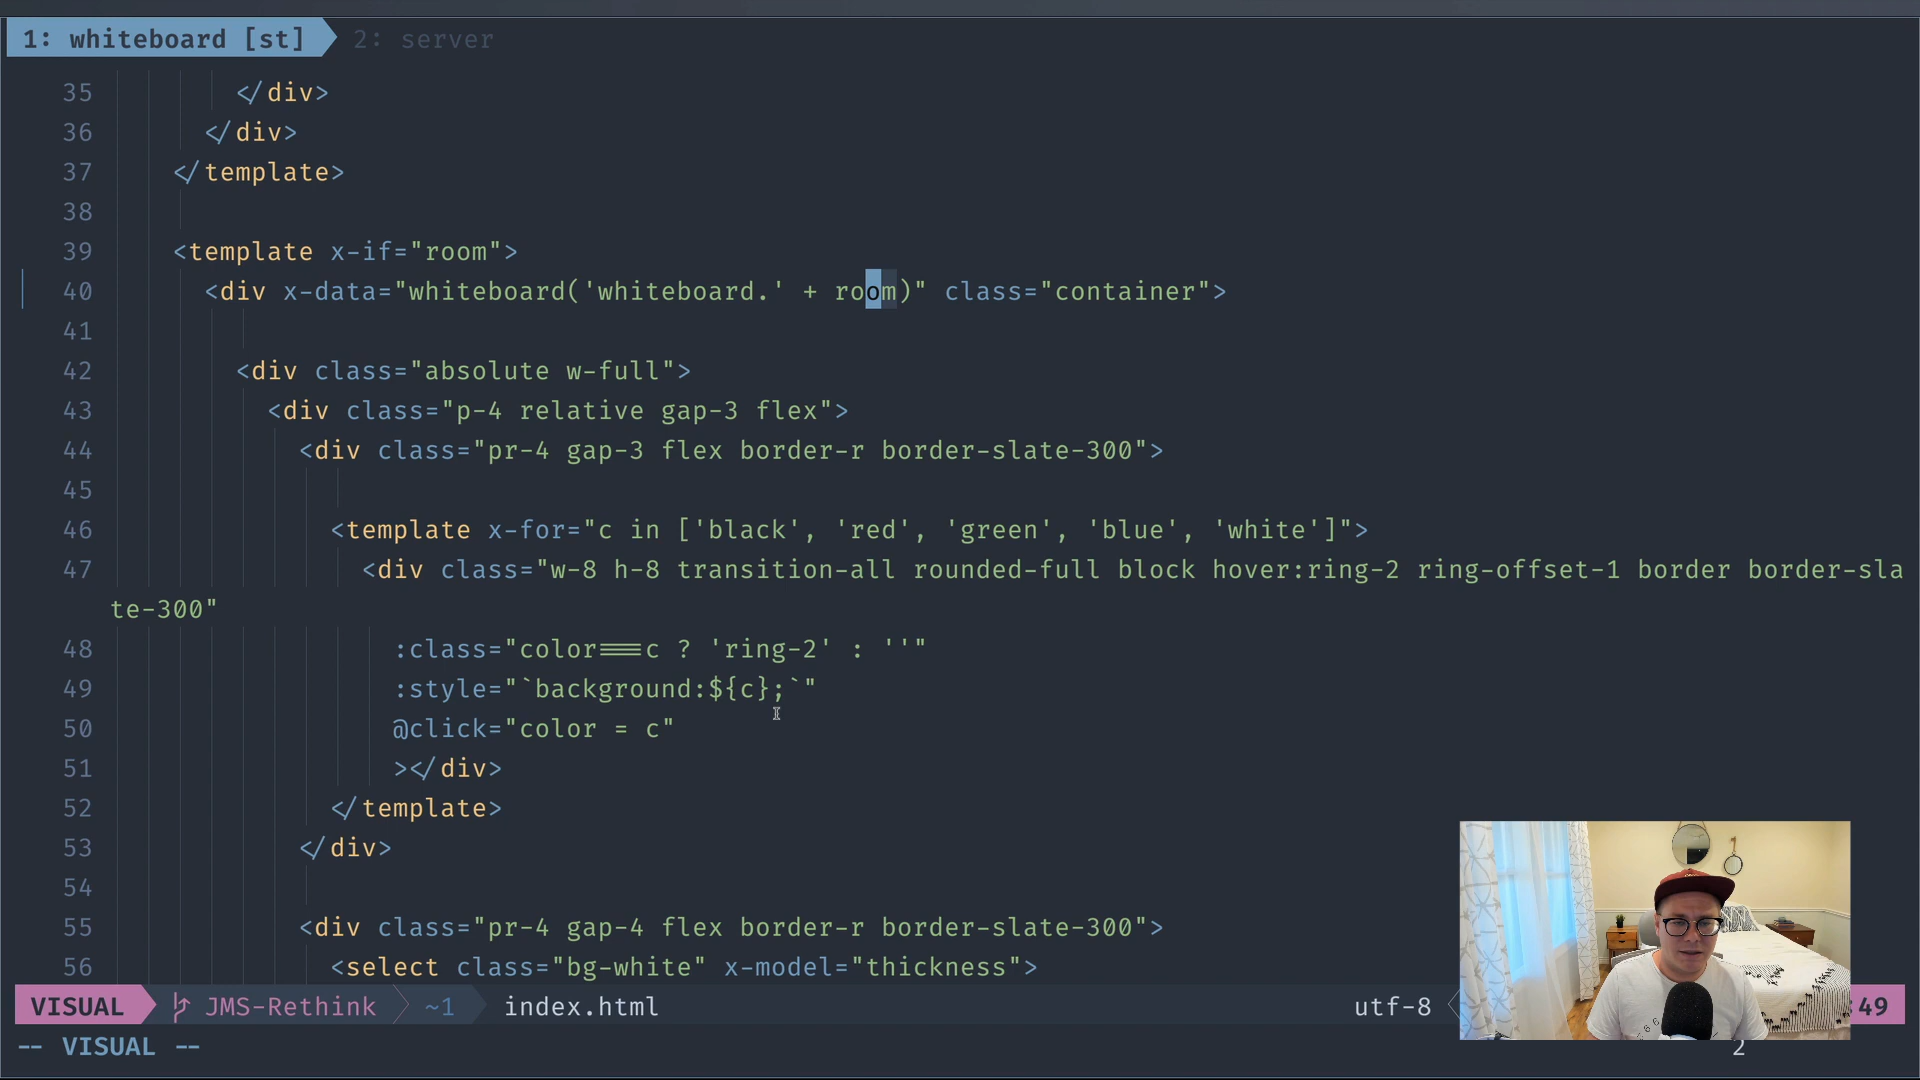 1: whiteboard [st] 2: server
35 </div>
36 </div>
37 </template>
38
39 <template x-if="room">
40 <div x-data="whiteboard('whiteboard.' + room)" class="container">
41
42 <div class="absolute w-full">
43 <div class="p-4 relative gap-3 flex">
44 <div class="pr-4 gap-3 flex border-r border-slate-300">
45
46 <template x-for="c in ['black', 'red', 'green', 'blue', 'white']">
47 <div class="w-8 h-8 transition-all rounded-full block hover:ring-2 ring-offset-1 border border-sla
te-300"
48 :class="color===c ? 'ring-2' : ''"
49 :style="`background:${c};`"
50 @click="color = c"
51 ></div>
52 </template>
53 </div>
54
55 <div class="pr-4 gap-4 flex border-r border-slate-300">
56 <select class="bg-white" x-model="thickness">
VISUAL JMS-Rethink ~1 index.html utf-8 :49
-- VISUAL -- 2